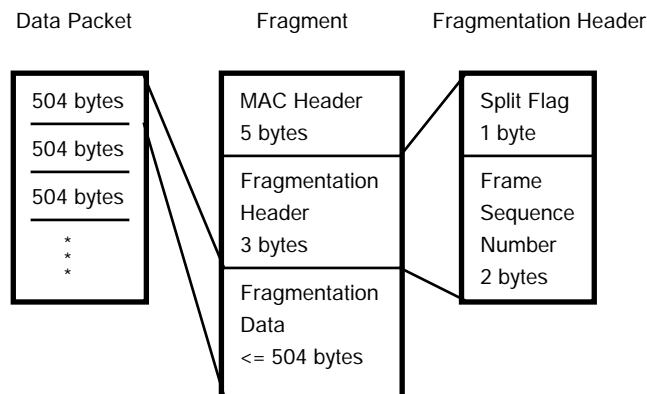 Data Packet
Fragment
Fragmentation Header
504 bytes
504 bytes
504 bytes
*
*
*
MAC Header
5 bytes
Fragmentation
Header
3 bytes
Fragmentation
Data
<= 504 bytes
Split Flag
1 byte
Frame
Sequence
Number
2 bytes